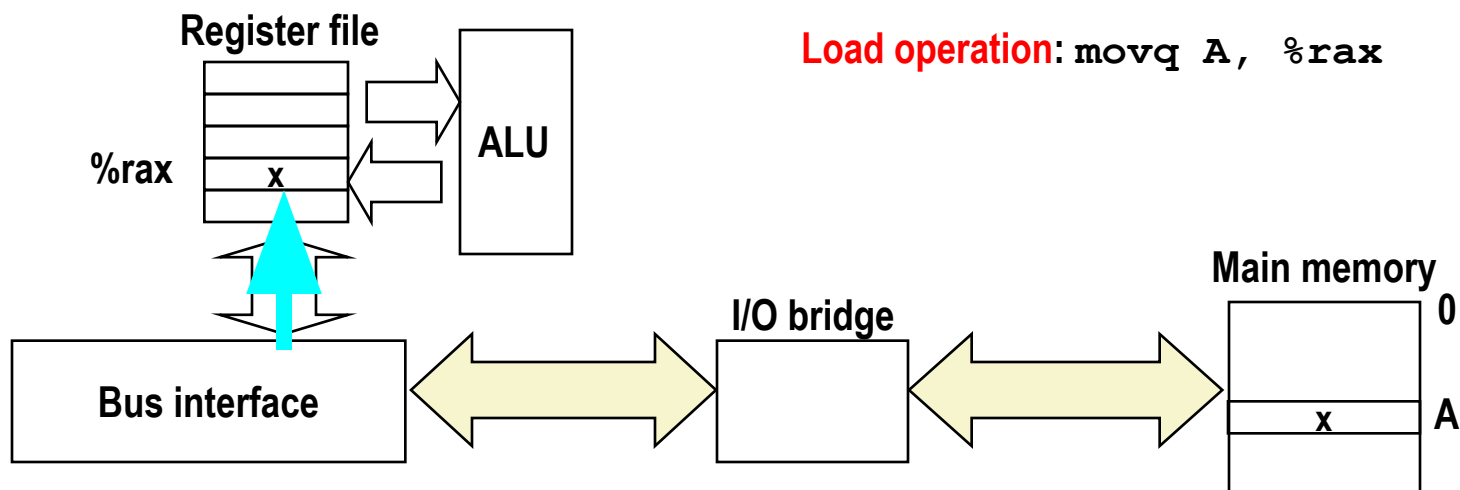 Register file
Load operation: movq A, %rax
ALU
%rax
x
Main memory
0
I/O bridge
Bus interface
x
A